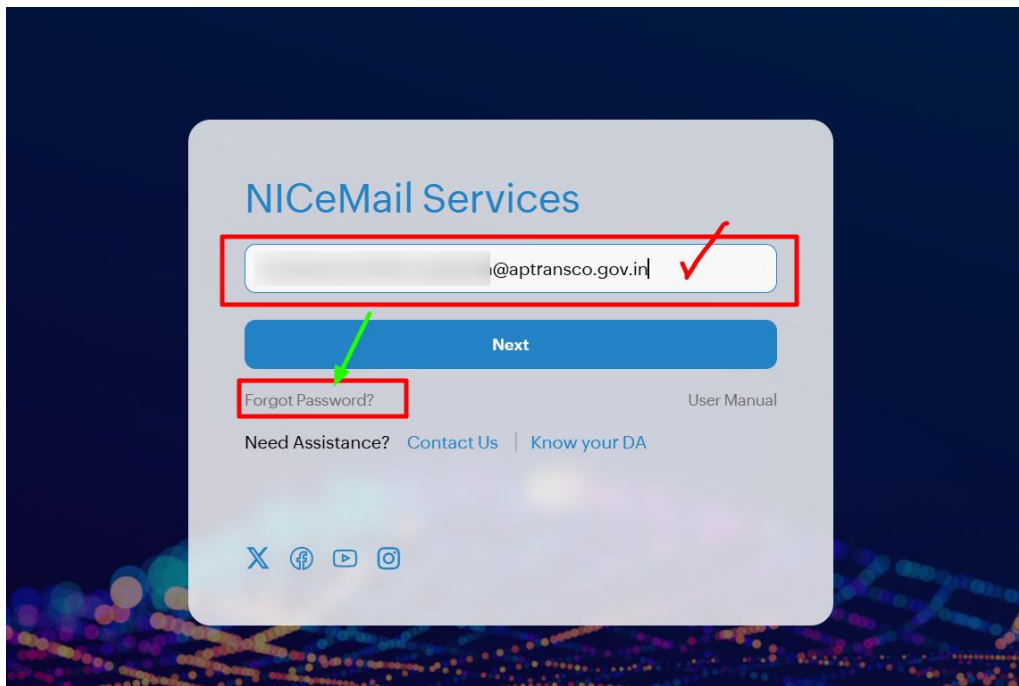 NICeMail Services
@aptransco.gov.in
Next
Forgot Password? User Manual
Need Assistance? Contact Us | Know your DA